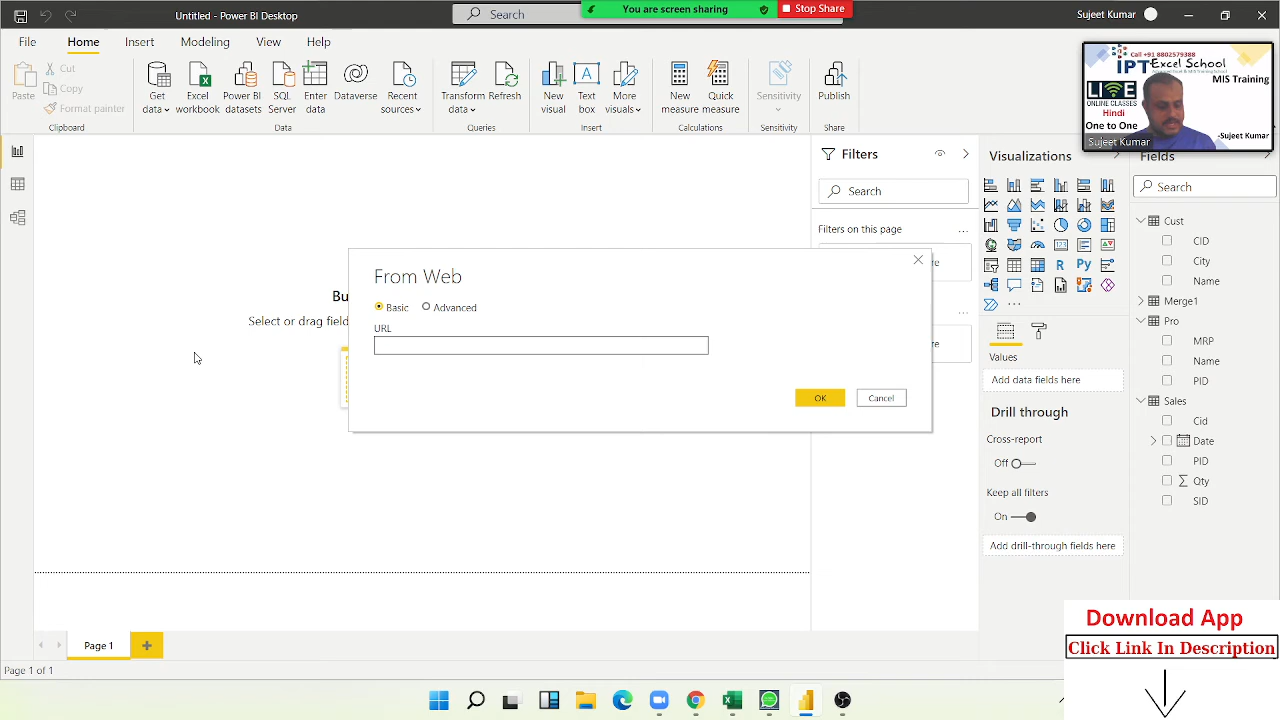 Untitled - Power BI Desktop
Search
You are screen sharing
Stop Share
Sujeet Kumar
File
Home
Insert
Modeling
View
Help
Paste
Cut
Copy
Format painter
Clipboard
Get data
Excel workbook
Power BI datasets
SQL Server
Enter data
Dataverse
Recent sources
Data
Transform data
Refresh
Queries
New visual
Text box
More visuals
Insert
New measure
Quick measure
Calculations
Sensitivity
Sensitivity
Publish
Share
Call +91 8802579388
IPT Excel School
MIS Training
LIVE
ONLINE CLASSES
Hindi
One to One
-Sujeet Kumar
Sujeet Kumar
Filters
Search
Filters on this page
Visualizations
Values
Add data fields here
Drill through
Cross-report
Off
Keep all filters
On
Add drill-through fields here
Fields
Search
Cust
CID
City
Name
Merge1
Pro
MRP
Name
PID
Sales
Cid
Date
PID
Qty
SID
Bu
Select or drag field
From Web
Basic
Advanced
URL
OK
Cancel
Page 1
Page 1 of 1
Download App
Click Link In Description